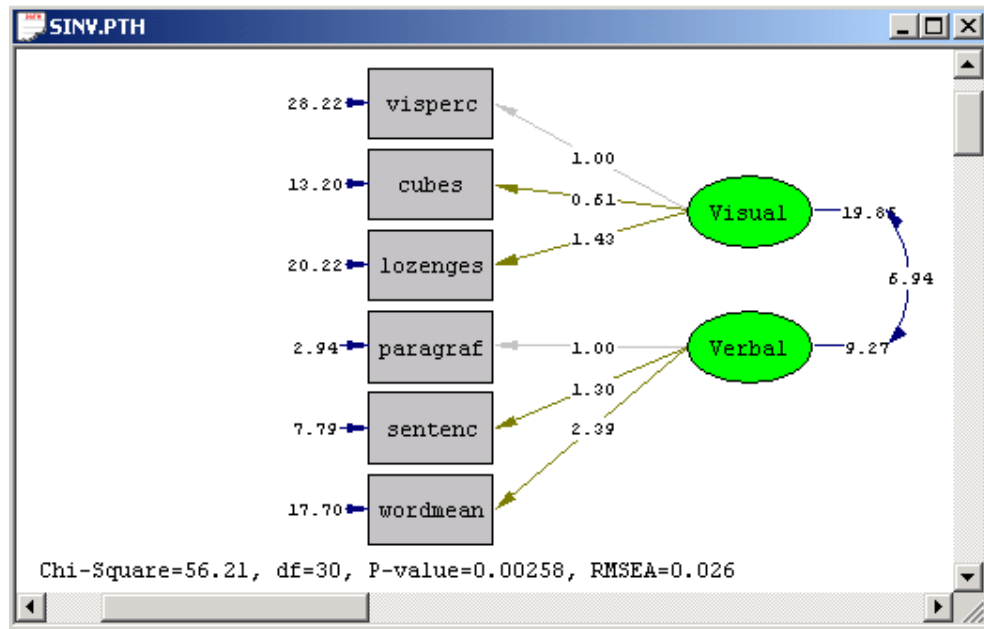 SINV.PTH
28.22 visperc
1.00
13.20 cubes
0.61
Visual 19.85
1.43
20.22 lozenges
6.94
2.94 paragraf 1.00 Verbal 9.27
1.30
7.79 sentenc 2.39
17.70 wordmean
Chi-Square=56.21, df=30, P-value=0.00258, RMSEA=0.026